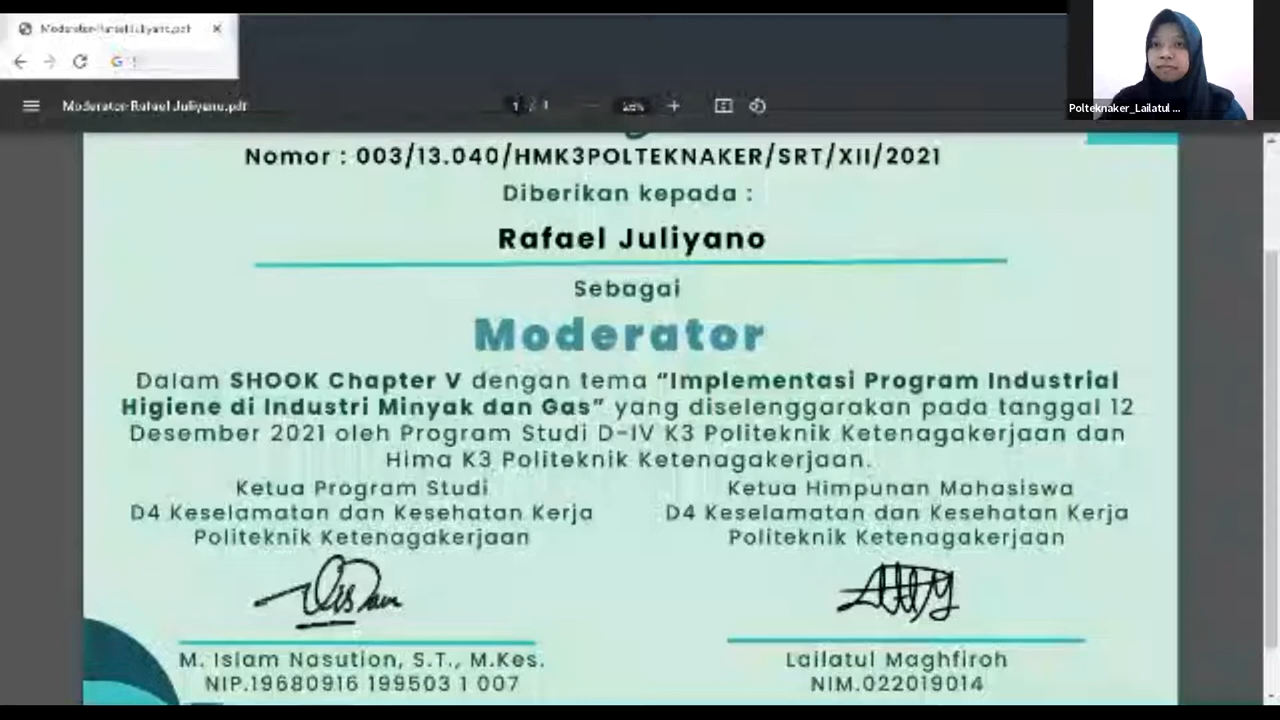 Moderator-Rafael Juliyano.pdf
G
Moderator-Rafael Juliyano.pdf
Polteknaker_Lailatul ...
Nomor : 003/13.040/HMK3POLTEKNAKER/SRT/XII/2021
Diberikan kepada :
Rafael Juliyano
Sebagai
Moderator
Dalam SHOOK Chapter V dengan tema “Implementasi Program Industrial
Higiene di Industri Minyak dan Gas” yang diselenggarakan pada tanggal 12
Desember 2021 oleh Program Studi D-IV K3 Politeknik Ketenagakerjaan dan
Hima K3 Politeknik Ketenagakerjaan.
Ketua Program Studi
D4 Keselamatan dan Kesehatan Kerja
Politeknik Ketenagakerjaan
M. Islam Nasution, S.T., M.Kes.
NIP.19680916 199503 1 007
Ketua Himpunan Mahasiswa
D4 Keselamatan dan Kesehatan Kerja
Politeknik Ketenagakerjaan
Lailatul Maghfiroh
NIM.022019014